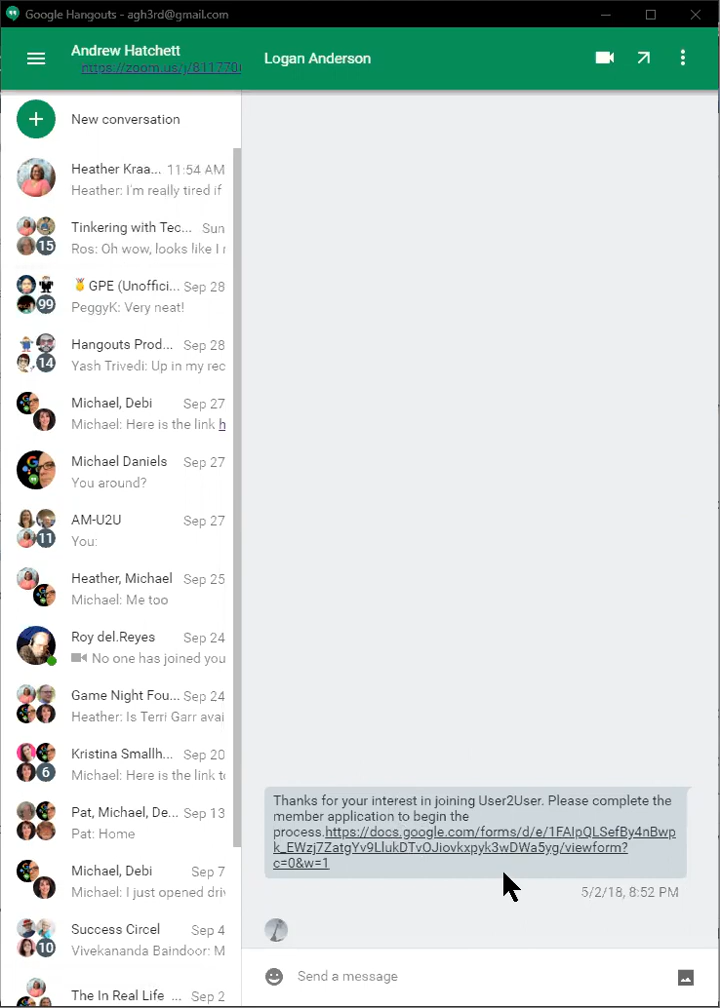 Google Hangouts - agh3rd@gmail.com
Andrew Hatchett
https://zoom.us/j/811770
Logan Anderson
New conversation
Heather Kraa... 11:54 AM
Heather: I'm really tired if
Tinkering with Tec... Sun
15
Ros: Oh wow, looks like I
🏅GPE (Unoffici... Sep 28
99
PeggyK: Very neat!
Hangouts Prod... Sep 28
14
Yash Trivedi: Up in my rec
Michael, Debi Sep 27
Michael: Here is the link h
Michael Daniels Sep 27
You around?
AM-U2U Sep 27
11
You:
Heather, Michael Sep 25
Michael: Me too
Roy del.Reyes Sep 24
No one has joined you
Game Night Fou... Sep 24
Heather: Is Terri Garr avai
Kristina Smallh... Sep 20
6
Michael: Here is the link to
Pat, Michael, De... Sep 13
Pat: Home
Michael, Debi Sep 7
Michael: I just opened driv
Success Circel Sep 4
10
Vivekananda Baindoor: M
The In Real Life ... Sep 2
Thanks for your interest in joining User2User. Please complete the
member application to begin the
process.https://docs.google.com/forms/d/e/1FAIpQLSefBy4nBwp
k_EWzj7ZatgYv9LlukDTvOJiovkxpyk3wDWa5yg/viewform?
c=0&w=1
5/2/18, 8:52 PM
Send a message